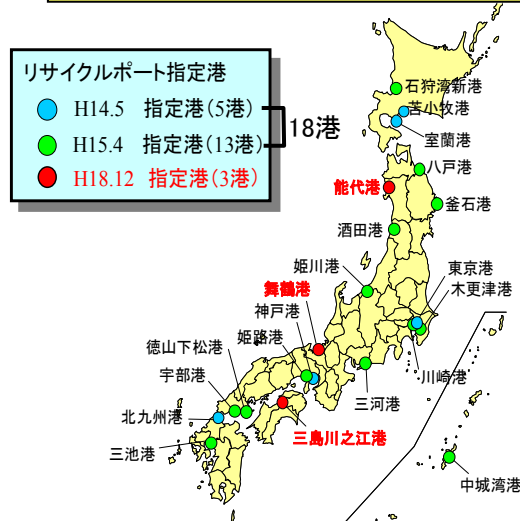 リサイクルポート指定港
H14.5 指定港(5港)
H15.4 指定港(13港)
H18.12 指定港(3港)
18港
石狩湾新港
苫小牧港
室蘭港
八戸港
能代港
釜石港
酒田港
姫川港
東京港
木更津港
舞鶴港
神戸港
姫路港
徳山下松港
宇部港
川崎港
三河港
北九州港
三島川之江港
三池港
中城湾港